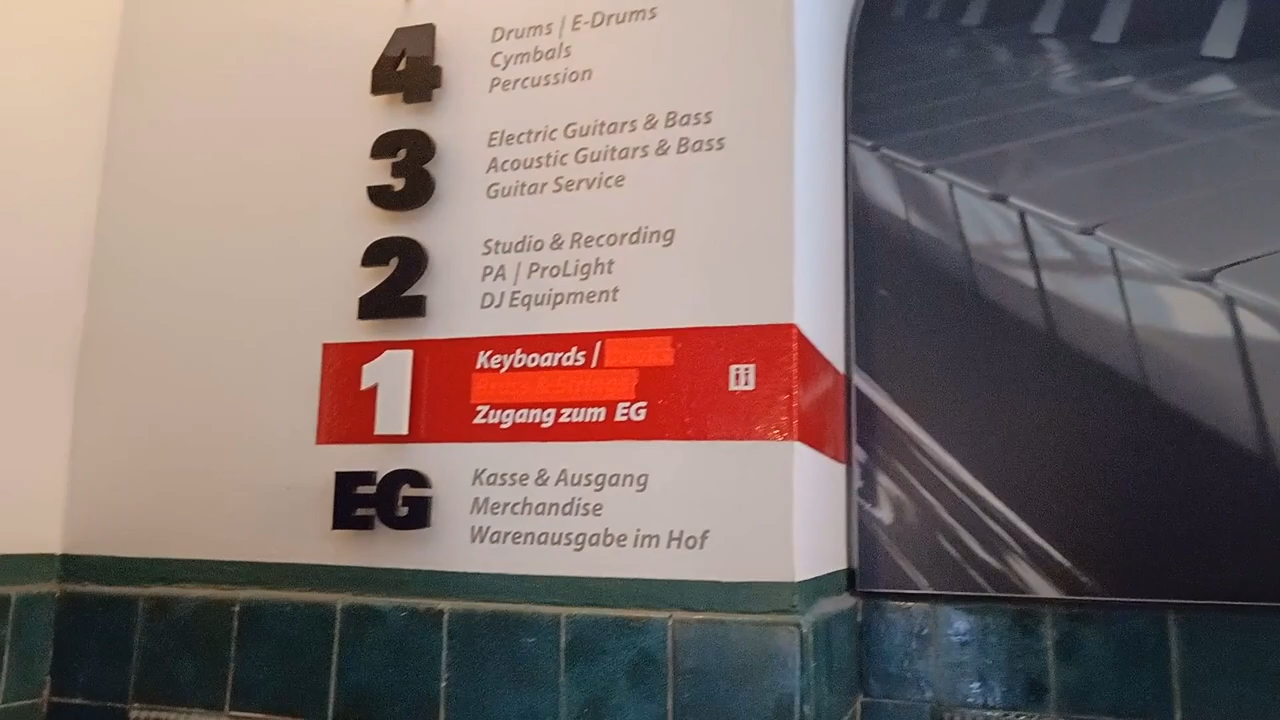 4
Drums | E-Drums
Cymbals
Percussion
3
Electric Guitars & Bass
Acoustic Guitars & Bass
Guitar Service
2
Studio & Recording
PA | ProLight
DJ Equipment
1
Keyboards /
Zugang zum EG
EG
Kasse & Ausgang
Merchandise
Warenausgabe im Hof